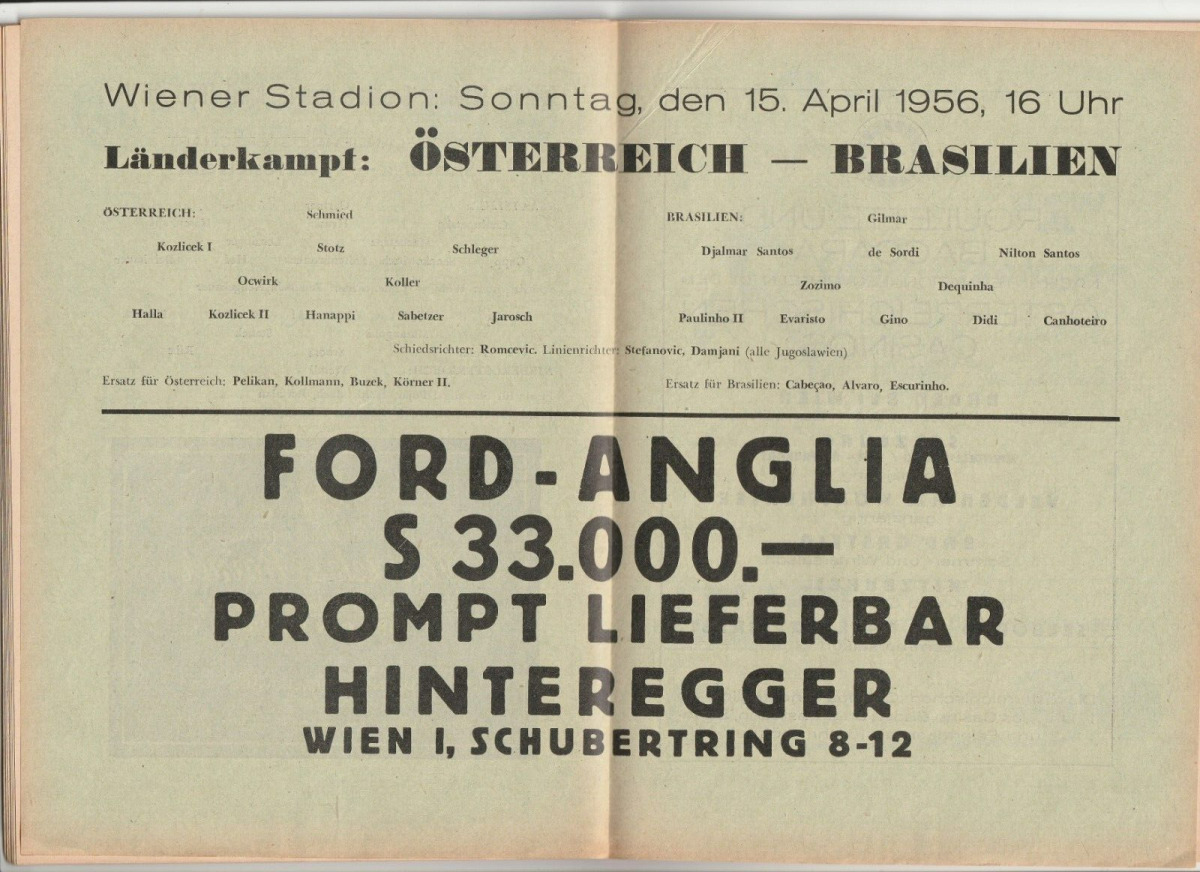 Wiener Stadion: Sonntag, den 15. April 1956, 16 Uhr
Länderkampf: ÖSTERREICH — BRASILIEN
ÖSTERREICH: Schmied
Kozlicek I Stotz Schleger
Ocwirk Koller
Halla Kozlicek II Hanappi Sabetzer Jarosch
BRASILIEN: Gilmar
Djalmar Santos de Sordi Nilton Santos
Zozimo Dequinha
Paulinho II Evaristo Gino Didi Canhoteiro
Schiedsrichter: Romcevic. Linienrichter: Stefanovic, Damjani (alle Jugoslawien)
Ersatz für Österreich: Pelikan, Kollmann, Buzek, Körner II.
Ersatz für Brasilien: Cabeçao, Alvaro, Escurinho.
FORD-ANGLIA
S 33.000.—
PROMPT LIEFERBAR
HINTEREGGER
WIEN I, SCHUBERTRING 8-12